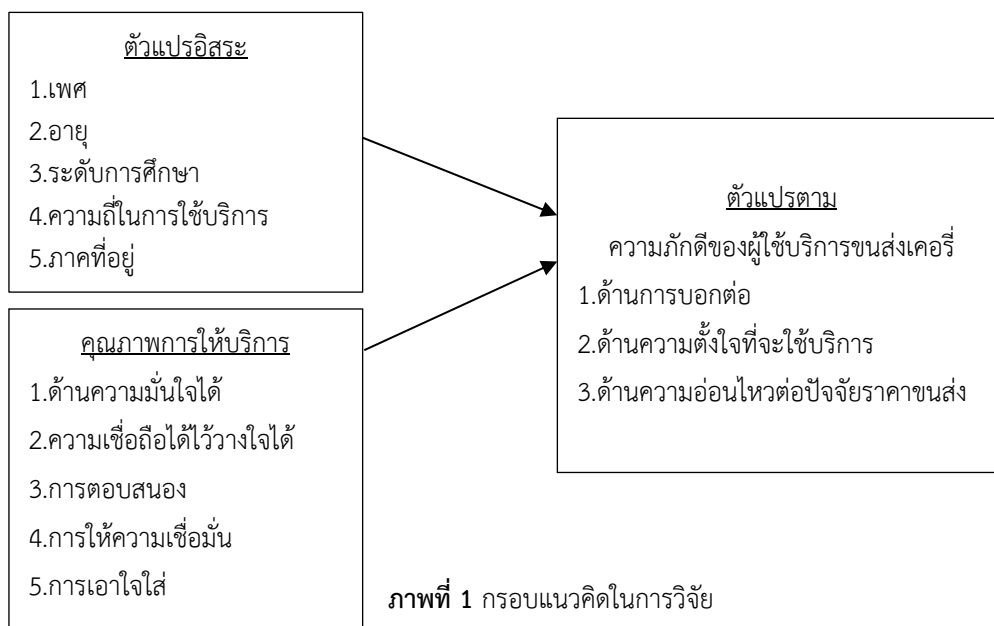 ตัวแปรอิสระ
1.เพศ
2.อายุ
3.ระดับการศึกษา
4.ความถี่ในการใช้บริการ
5.ภาคที่อยู่
คุณภาพการให้บริการ
1.ด้านความมั่นใจได้
2.ความเชื่อถือได้ไว้วางใจได้
3.การตอบสนอง
4.การให้ความเชื่อมั่น
5.การเอาใจใส่
ตัวแปรตาม
ความภักดีของผู้ใช้บริการขนส่งเคอรี่
1.ด้านการบอกต่อ
2.ด้านความตั้งใจที่จะใช้บริการ
3.ด้านความอ่อนไหวต่อปัจจัยราคาขนส่ง
ภาพที่ 1 กรอบแนวคิดในการวิจัย